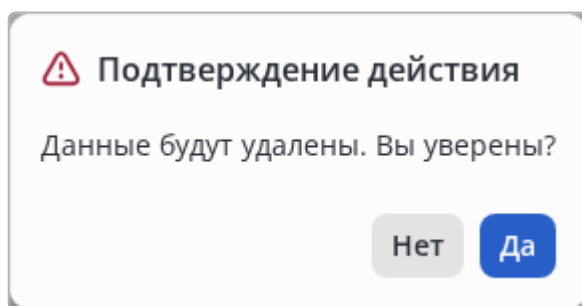 Подтверждение действия
Данные будут удалены. Вы уверены?
Нет Да